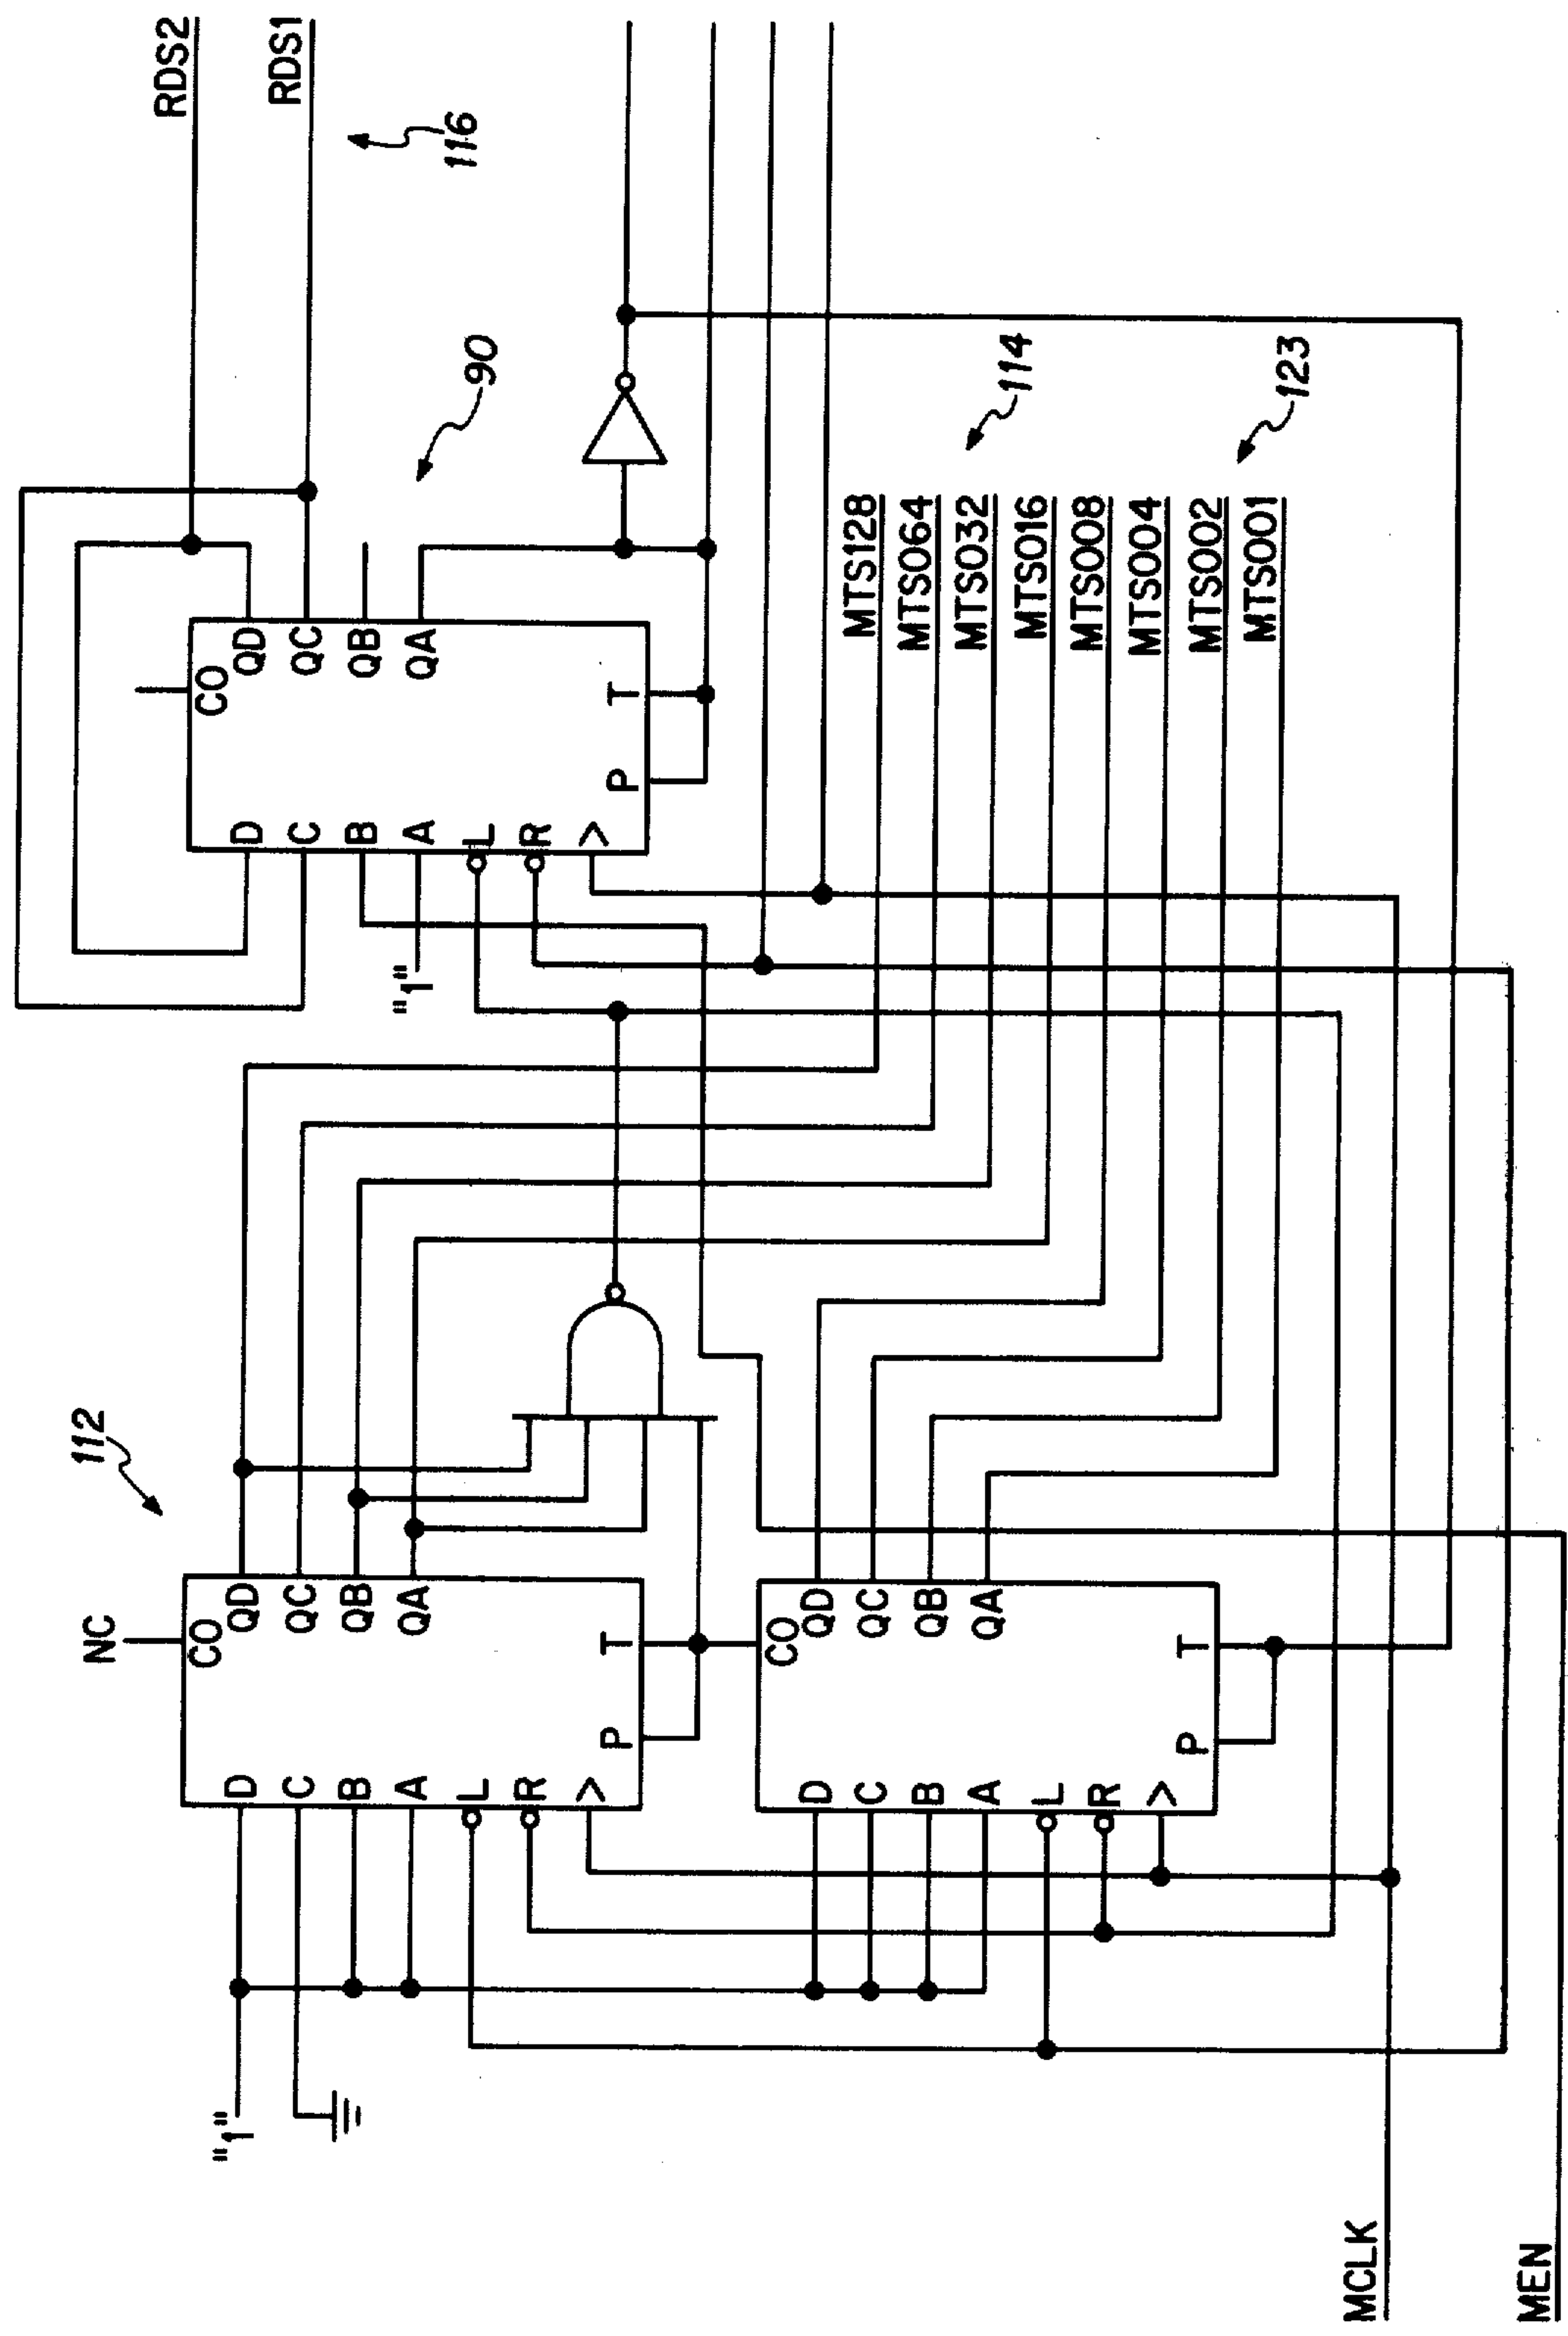 RDS2
RDS1
116
90
CO
QD
QC
QB
QA
T
P
D
C
B
A
L
R
>
"1"
114
123
MTS128
MTS064
MTS032
MTS016
MTS008
MTS004
MTS002
MTS001
112
NC
CO
QD
QC
QB
QA
T
P
D
C
B
A
L
R
>
CO
QD
QC
QB
QA
T
P
D
C
B
A
L
R
>
"1"
MCLK
MEN